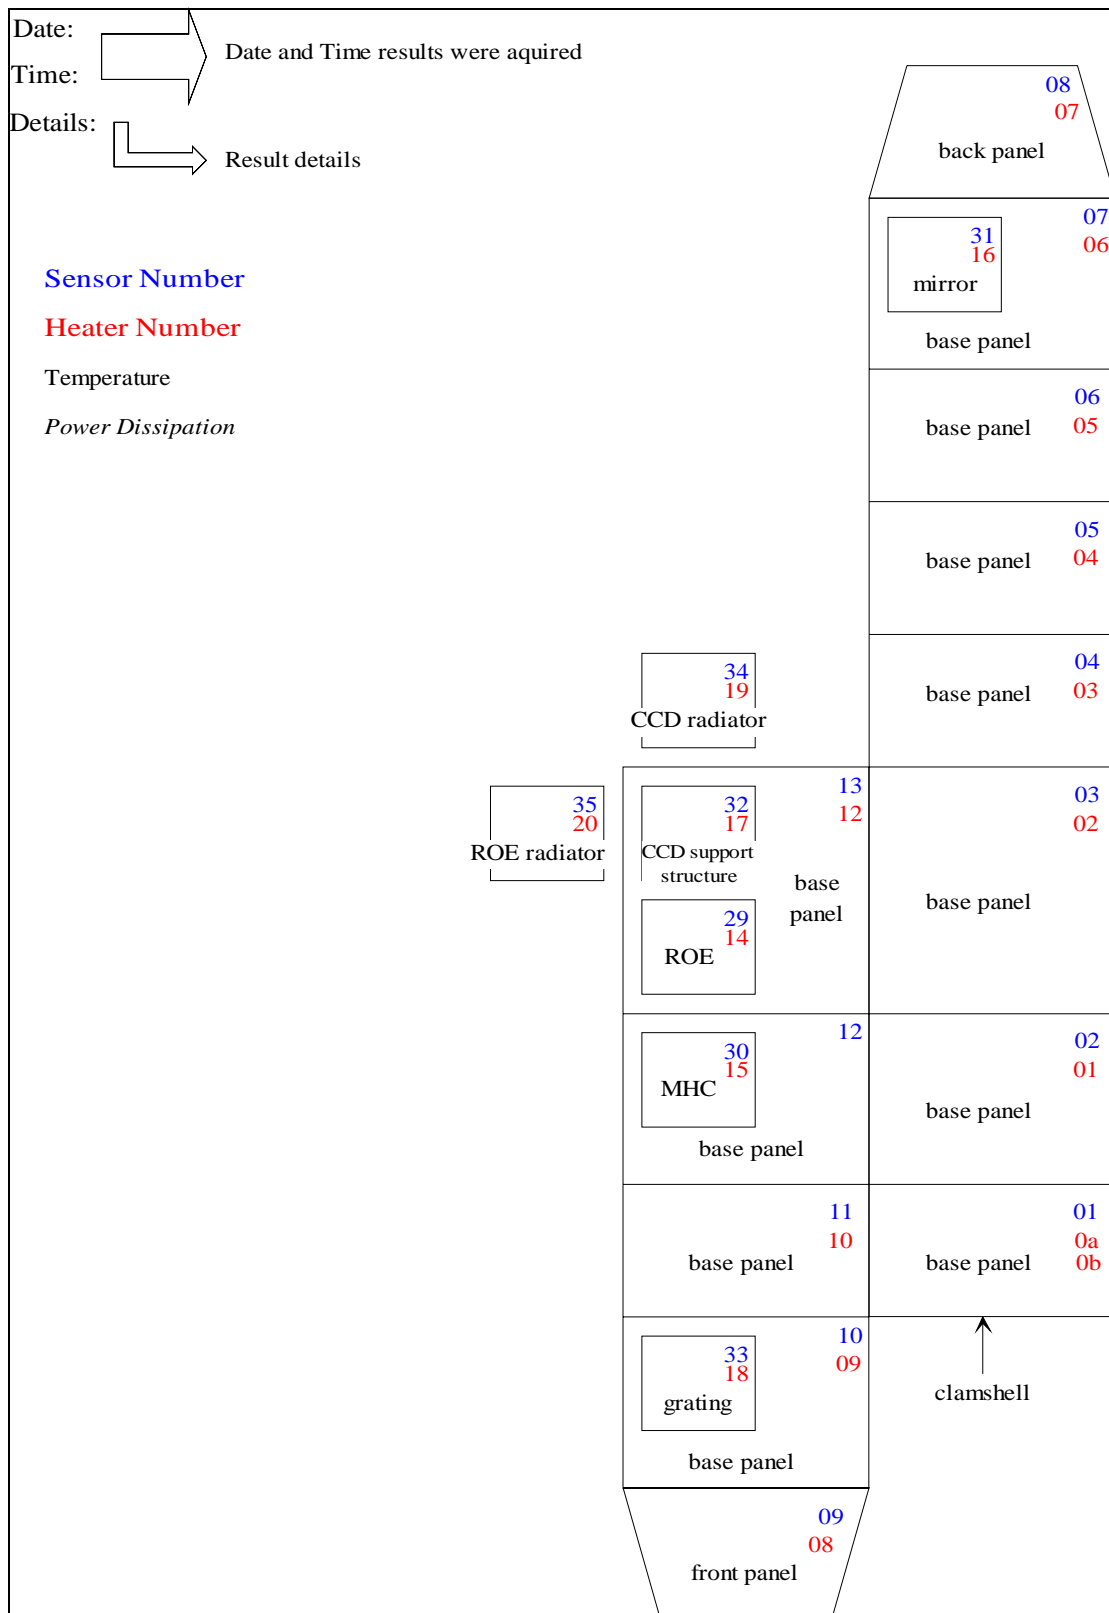 Date:
Date and Time results were aquired
Time:
Details:
Result details
Sensor Number
Heater Number
Temperature
Power Dissipation
08
07
back panel
07
06
31
16
mirror
base panel
06
05
base panel
05
04
base panel
04
03
base panel
34
19
CCD radiator
35
20
ROE radiator
32
17
CCD support
structure
13
12
base
panel
29
14
ROE
03
02
base panel
30
15
MHC
12
base panel
02
01
base panel
11
10
base panel
01
0a
0b
base panel
clamshell
33
18
grating
10
09
base panel
09
08
front panel